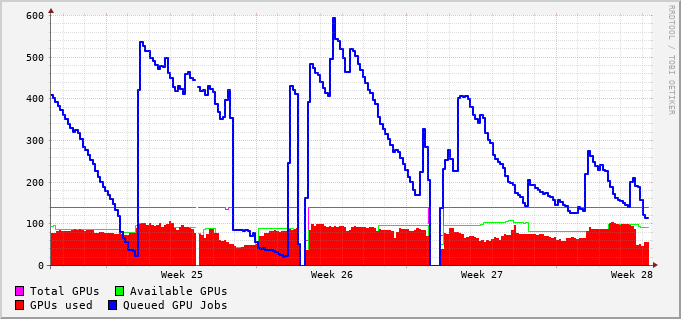 600
500
400
300
200
100
0
Week 25 Week 26 Week 27 Week 28
Total GPUs Available GPUs
GPUs used Queued GPU Jobs
RRDTOOL / TOBI OETIKER